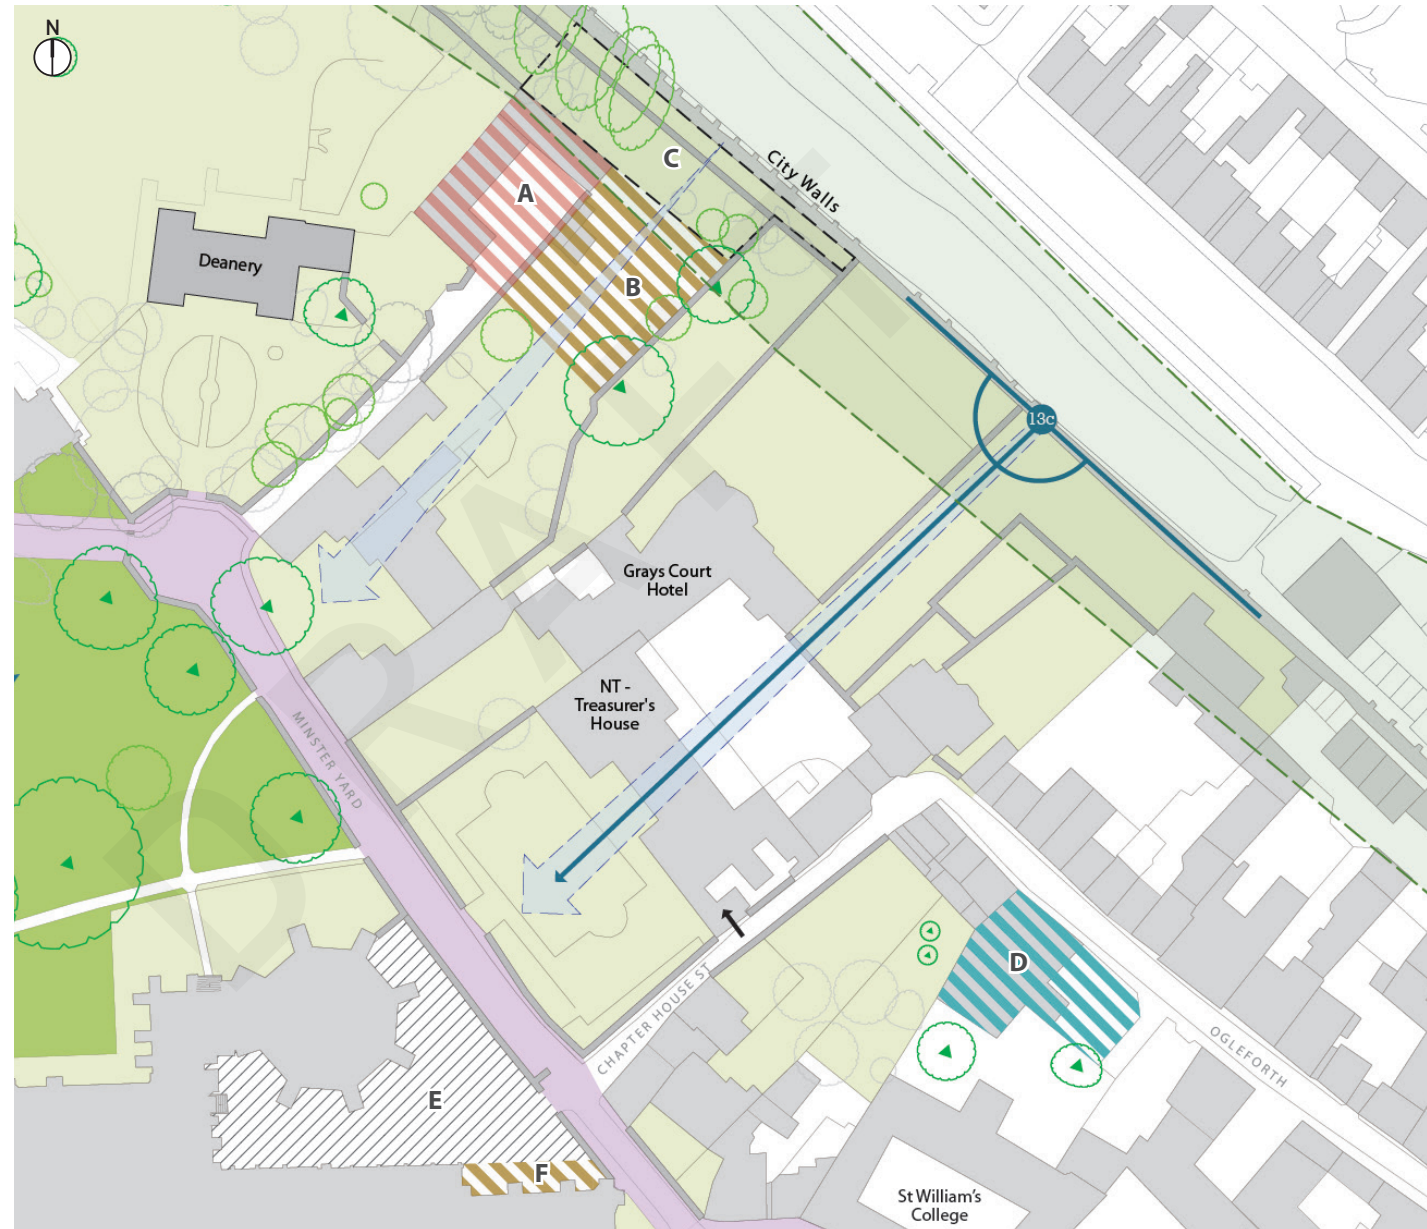 N
City Walls
C
A
B
Deanery
13c
Grays Court
Hotel
NT -
Treasurer's
House
MINSTER YARD
DRAFT
CHAPTER HOUSE ST
D
OGLEFORTH
E
F
St William's
College